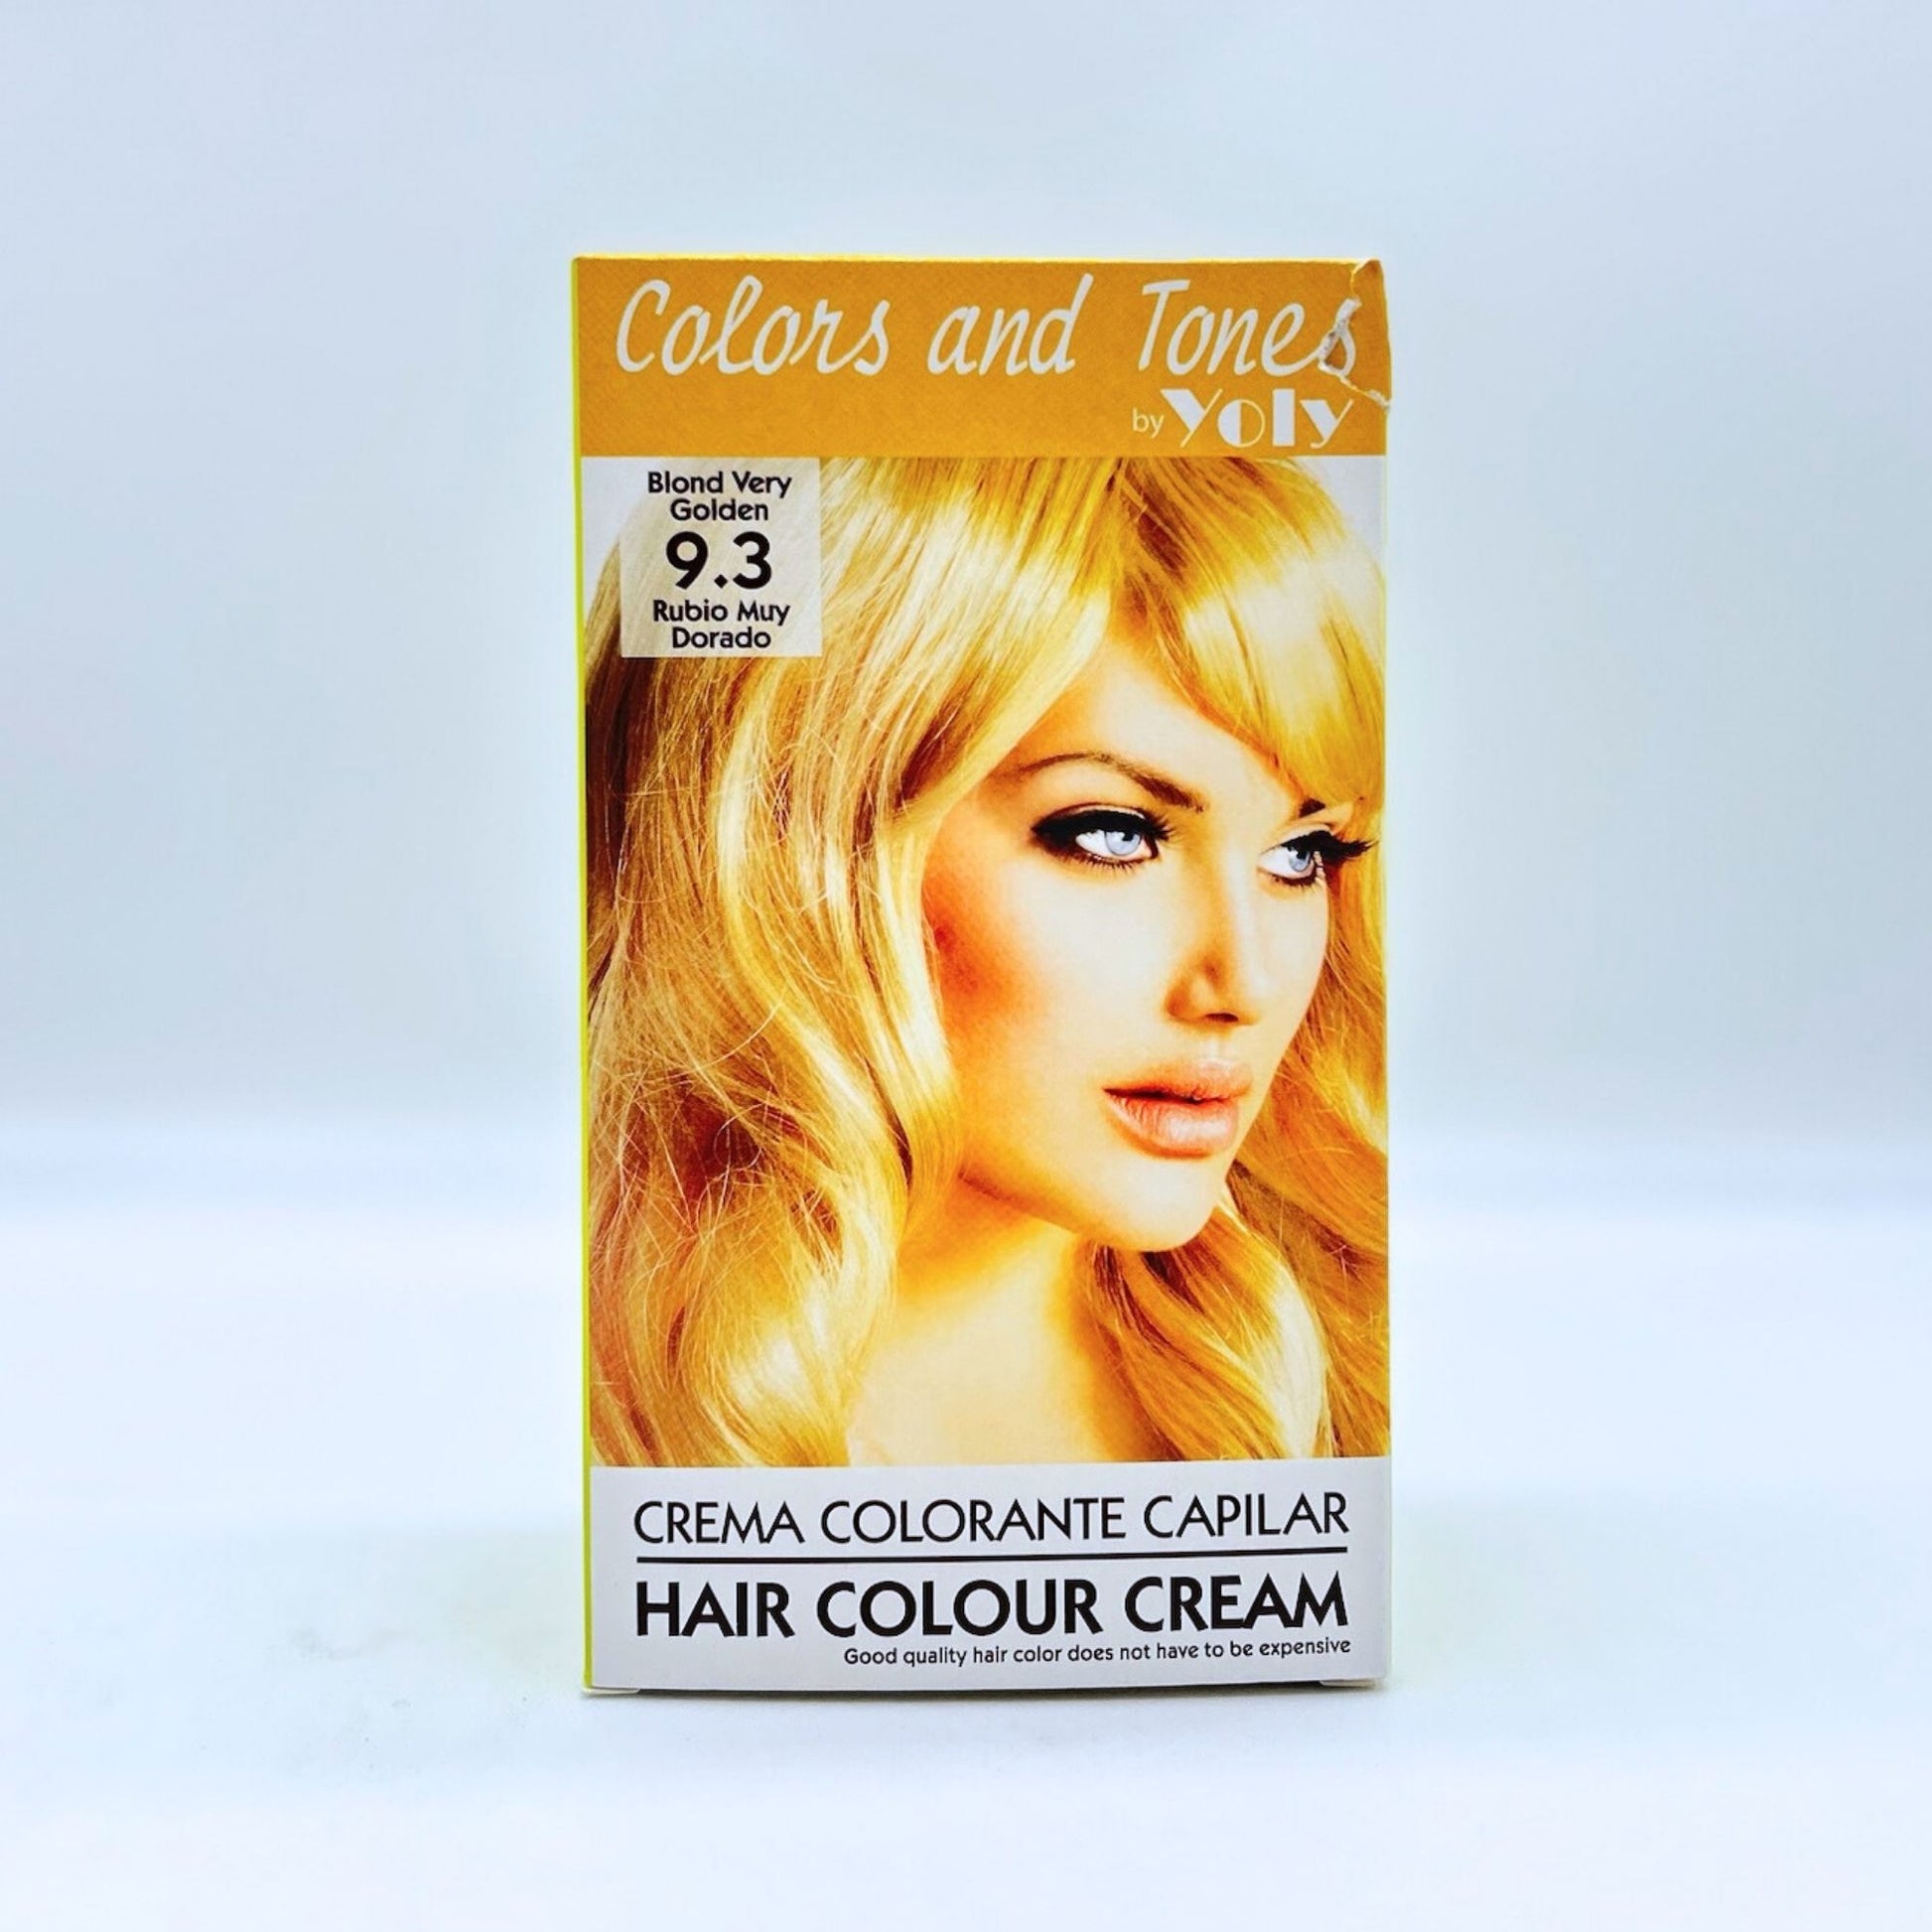 Colors and Tones
by Yoly
Blond Very
Golden
9.3
Rubio Muy
Dorado
CREMA COLORANTE CAPILAR
HAIR COLOUR CREAM
Good quality hair color does not have to be expensive